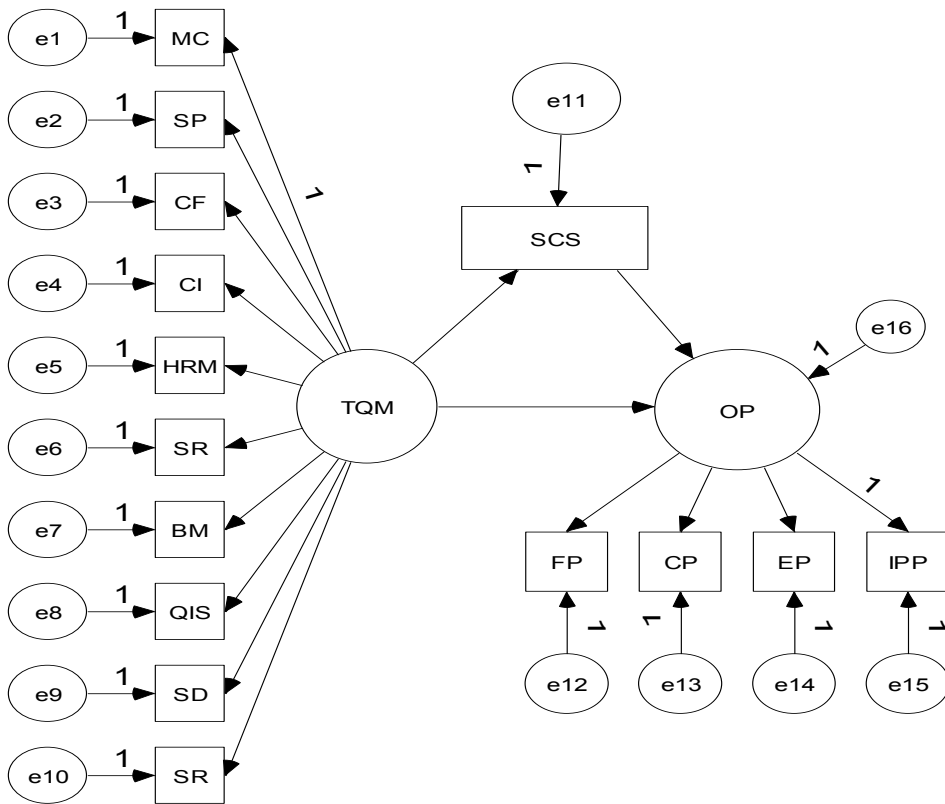 e1 1 MC
e2 1 SP
e3 1 CF
e4 1 CI
e5 1 HRM
e6 1 SR
e7 1 BM
e8 1 QIS
e9 1 SD
e10 1 SR
1
TQM
e11
1
SCS
e16
1
OP
1
FP CP EP IPP
1 1 1 1
e12 e13 e14 e15